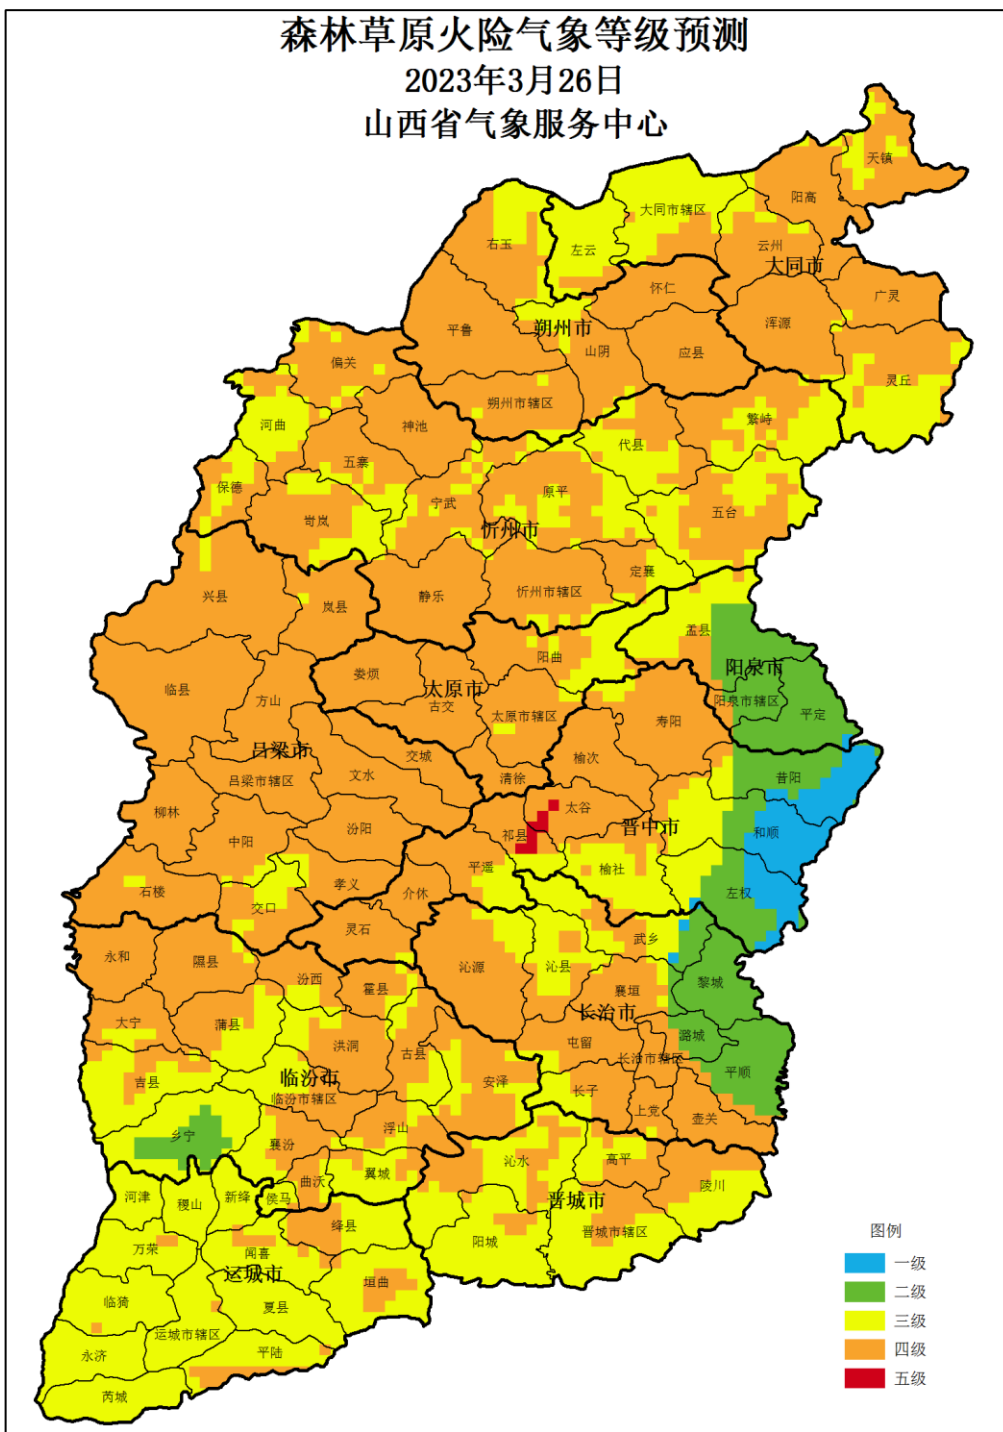 森林草原火险气象等级预测
2023年3月26日
山西省气象服务中心
天镇
阳高
大同市辖区
右玉
左云
云州
大同市
怀仁
广灵
浑源
平鲁
朔州市
山阴
应县
偏关
灵丘
朔州市辖区
河曲
神池
代县
繁峙
五寨
保德
宁武
原平
五台
岢岚
忻州市
定襄
兴县
岚县
静乐
忻州市辖区
盂县
阳曲
阳泉市
娄烦
临县
方山
太原市
古交
阳泉市辖区
平定
太原市辖区
寿阳
吕梁市
交城
榆次
吕梁市辖区
文水
清徐
昔阳
柳林
太谷
汾阳
晋中市
祁县
和顺
中阳
平遥
榆社
石楼
孝义
介休
左权
交口
灵石
武乡
永和
隰县
沁源
沁县
汾西
霍县
襄垣
黎城
大宁
蒲县
长治市
洪洞
古县
屯留
潞城
长治市辖区
平顺
吉县
临汾市
安泽
长子
临汾市辖区
上党
壶关
乡宁
浮山
襄汾
沁水
高平
翼城
曲沃
陵川
河津
稷山
新绛
侯马
晋城市
绛县
晋城市辖区
图例
万荣
闻喜
阳城
一级
运城市
垣曲
二级
临猗
夏县
三级
运城市辖区
永济
平陆
四级
芮城
五级